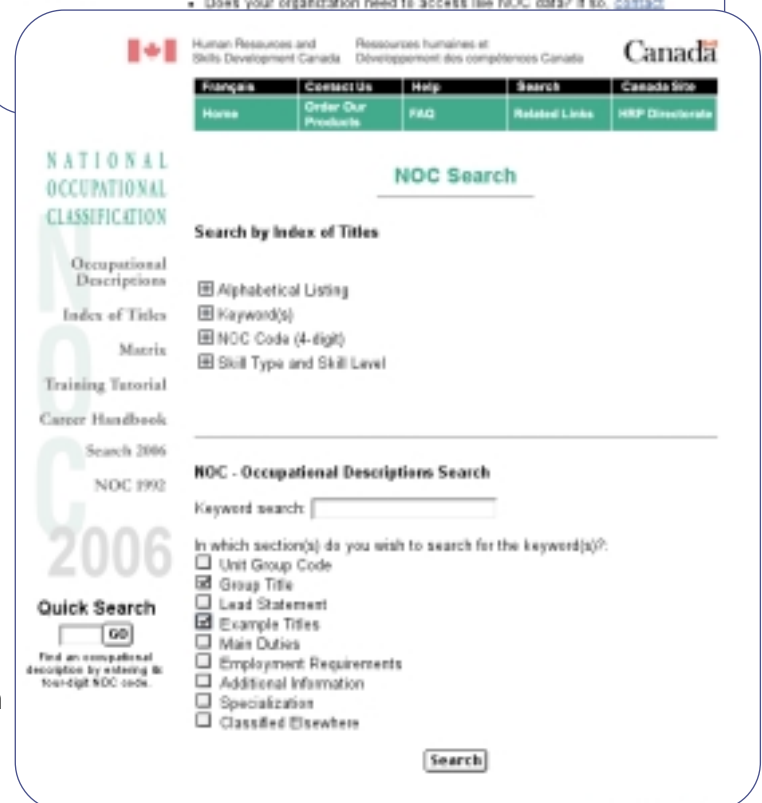 • Does your organization need to access the NOC data? If so, contact
Human Resources and Ressources humaines et
Skills Development Canada Développement des compétences Canada
Canada
Français Contact Us Help Search Canada Site
Home Order Our Products FAQ Related Links HRP Directorate
NATIONAL
OCCUPATIONAL
CLASSIFICATION
NOC
2006
Occupational
Descriptions
Index of Titles
Matrix
Training Tutorial
Career Handbook
Search 2006
NOC 1992
Quick Search
GO
Find an occupational
description by entering its
four-digit NOC code.
NOC Search
Search by Index of Titles
Alphabetical Listing
Keyword(s)
NOC Code (4-digit)
Skill Type and Skill Level
NOC - Occupational Descriptions Search
Keyword search:
In which section(s) do you wish to search for the keyword(s)?:
Unit Group Code
Group Title
Lead Statement
Example Titles
Main Duties
Employment Requirements
Additional Information
Specialization
Classified Elsewhere
Search